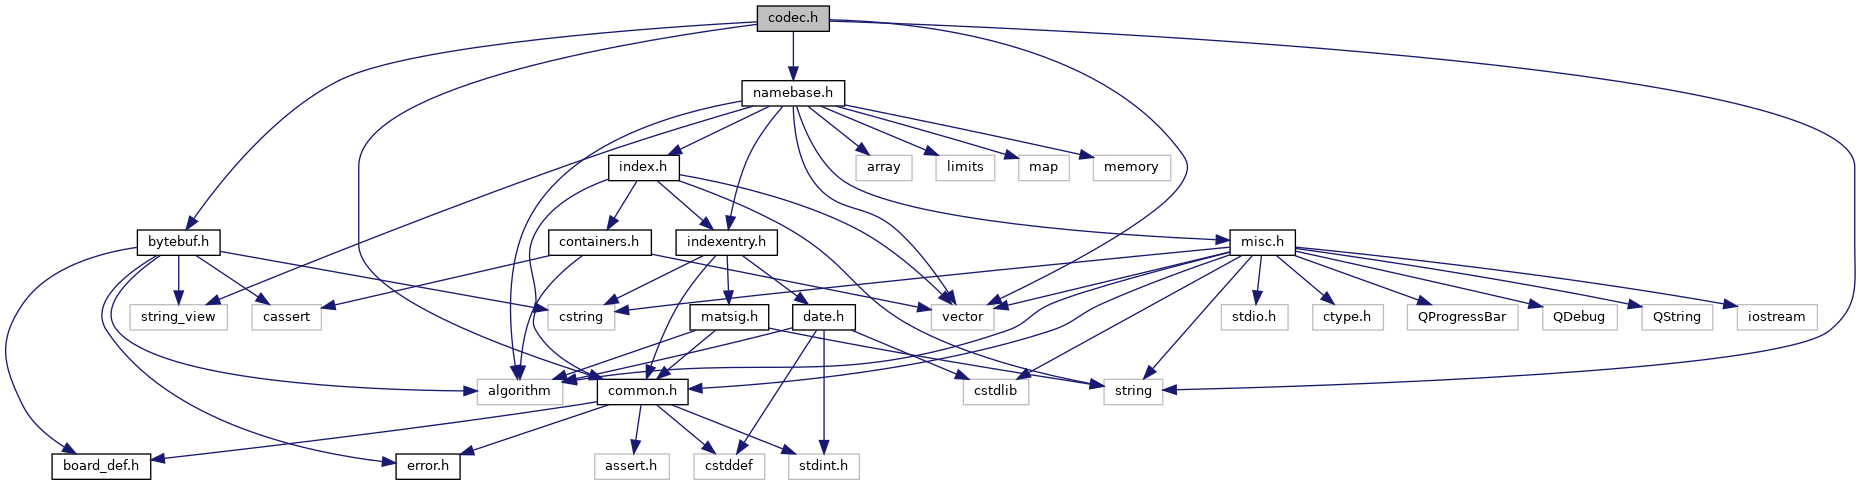 codec.h
namebase.h
index.h
array
limits
map
memory
bytebuf.h
containers.h
indexentry.h
misc.h
string_view
cassert
cstring
matsig.h
date.h
vector
stdio.h
ctype.h
QProgressBar
QDebug
QString
iostream
algorithm
common.h
cstdlib
string
board_def.h
error.h
assert.h
cstddef
stdint.h